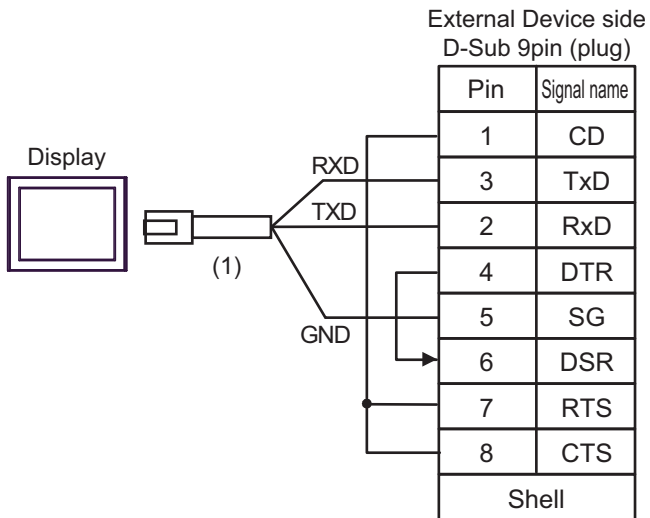 External Device side
D-Sub 9pin (plug)
Pin Signal name
1 CD
Display
RXD
3 TxD
TXD
2 RxD
(1)
4 DTR
5 SG
GND
6 DSR
7 RTS
8 CTS
Shell